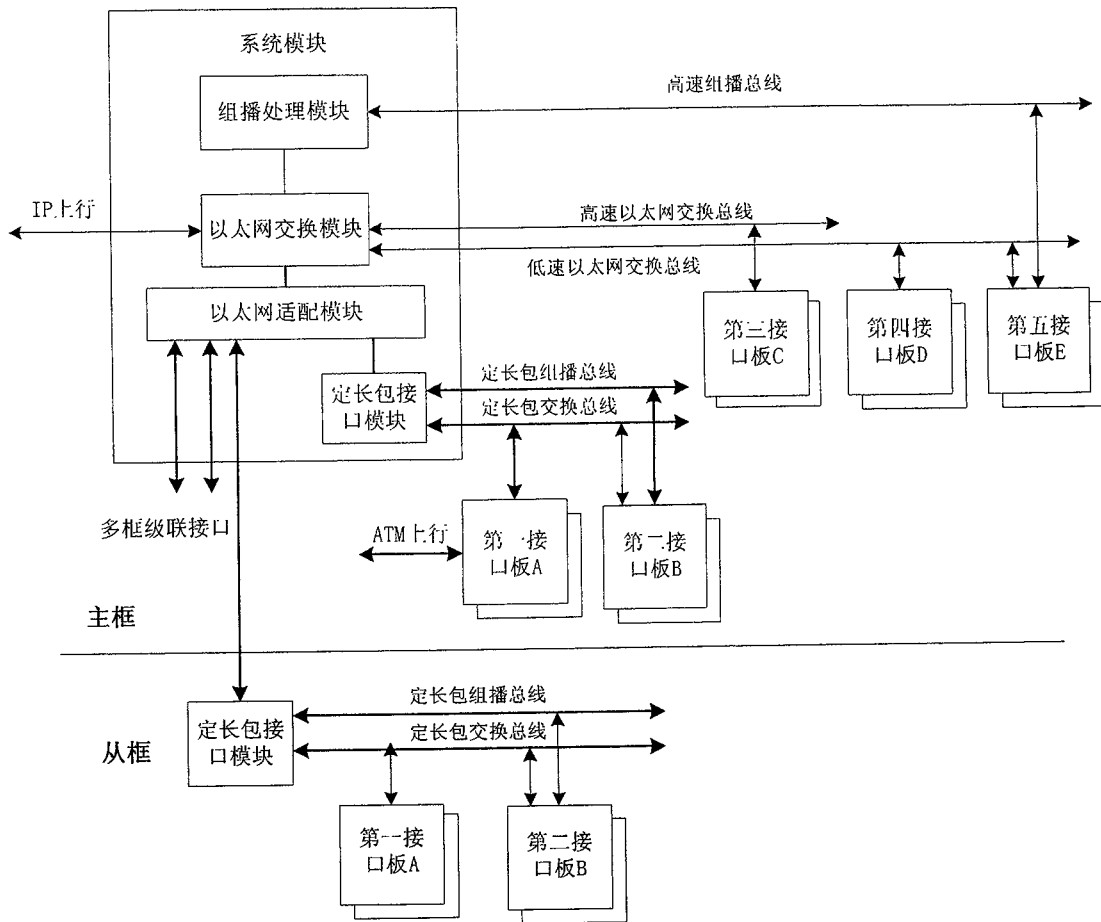 系统模块
组播处理模块
高速组播总线
IP上行
以太网交换模块
高速以太网交换总线
低速以太网交换总线
以太网适配模块
第三接
口板C
第四接
口板D
第五接
口板E
定长包接
口模块
定长包组播总线
定长包交换总线
多框级联接口
ATM上行
第一接
口板A
第二接
口板B
主框
定长包接
口模块
定长包组播总线
定长包交换总线
从框
第一接
口板A
第二接
口板B